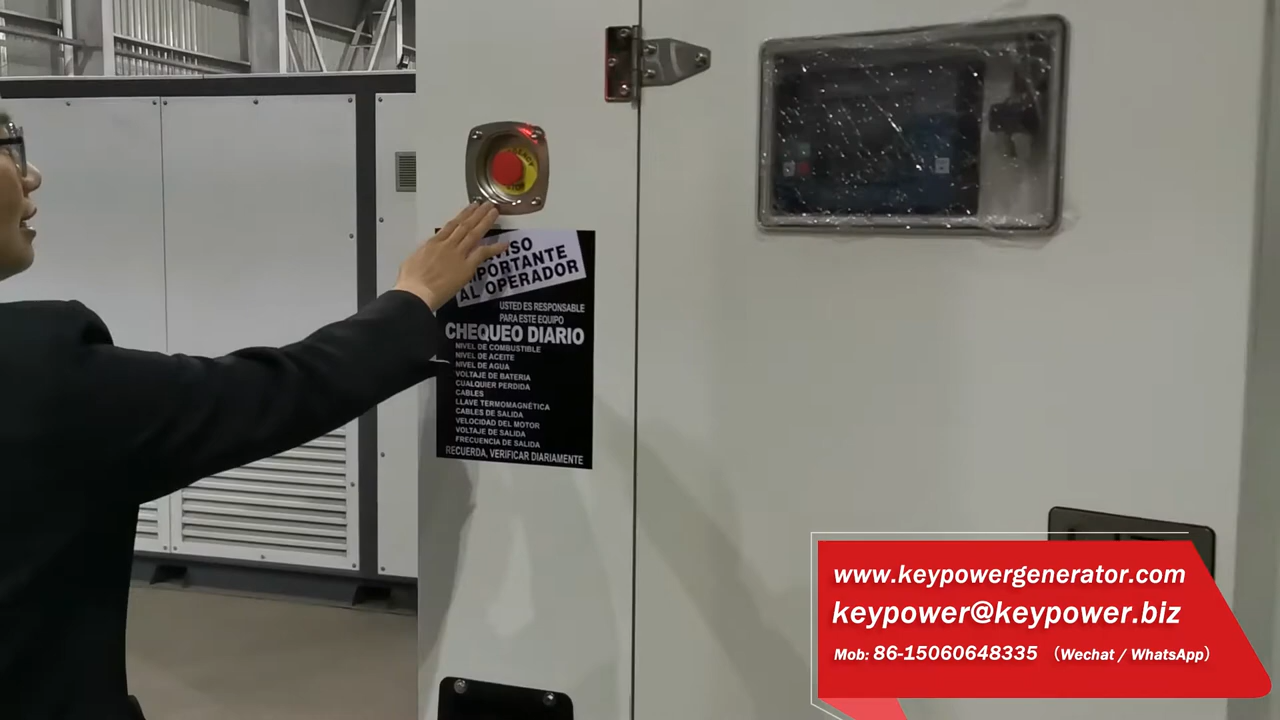 STOP
AL OPERADOR
USTED ES RESPONSABLE
PARA ESTE EQUIPO
CHEQUEO DIARIO
NIVEL DE COMBUSTIBLE
NIVEL DE ACEITE
NIVEL DE AGUA
VOLTAJE DE BATERIA
CUALQUIER PERDIDA
CABLES
LLAVE TERMOMAGNÉTICA
CABLES DE SALIDA
VELOCIDAD DEL MOTOR
VOLTAJE DE SALIDA
FRECUENCIA DE SALIDA
RECUERDA, VERIFICAR DIARIAMENTE
www.keypowergenerator.com
keypower@keypower.biz
Mob: 86-15060648335 (Wechat / WhatsApp)